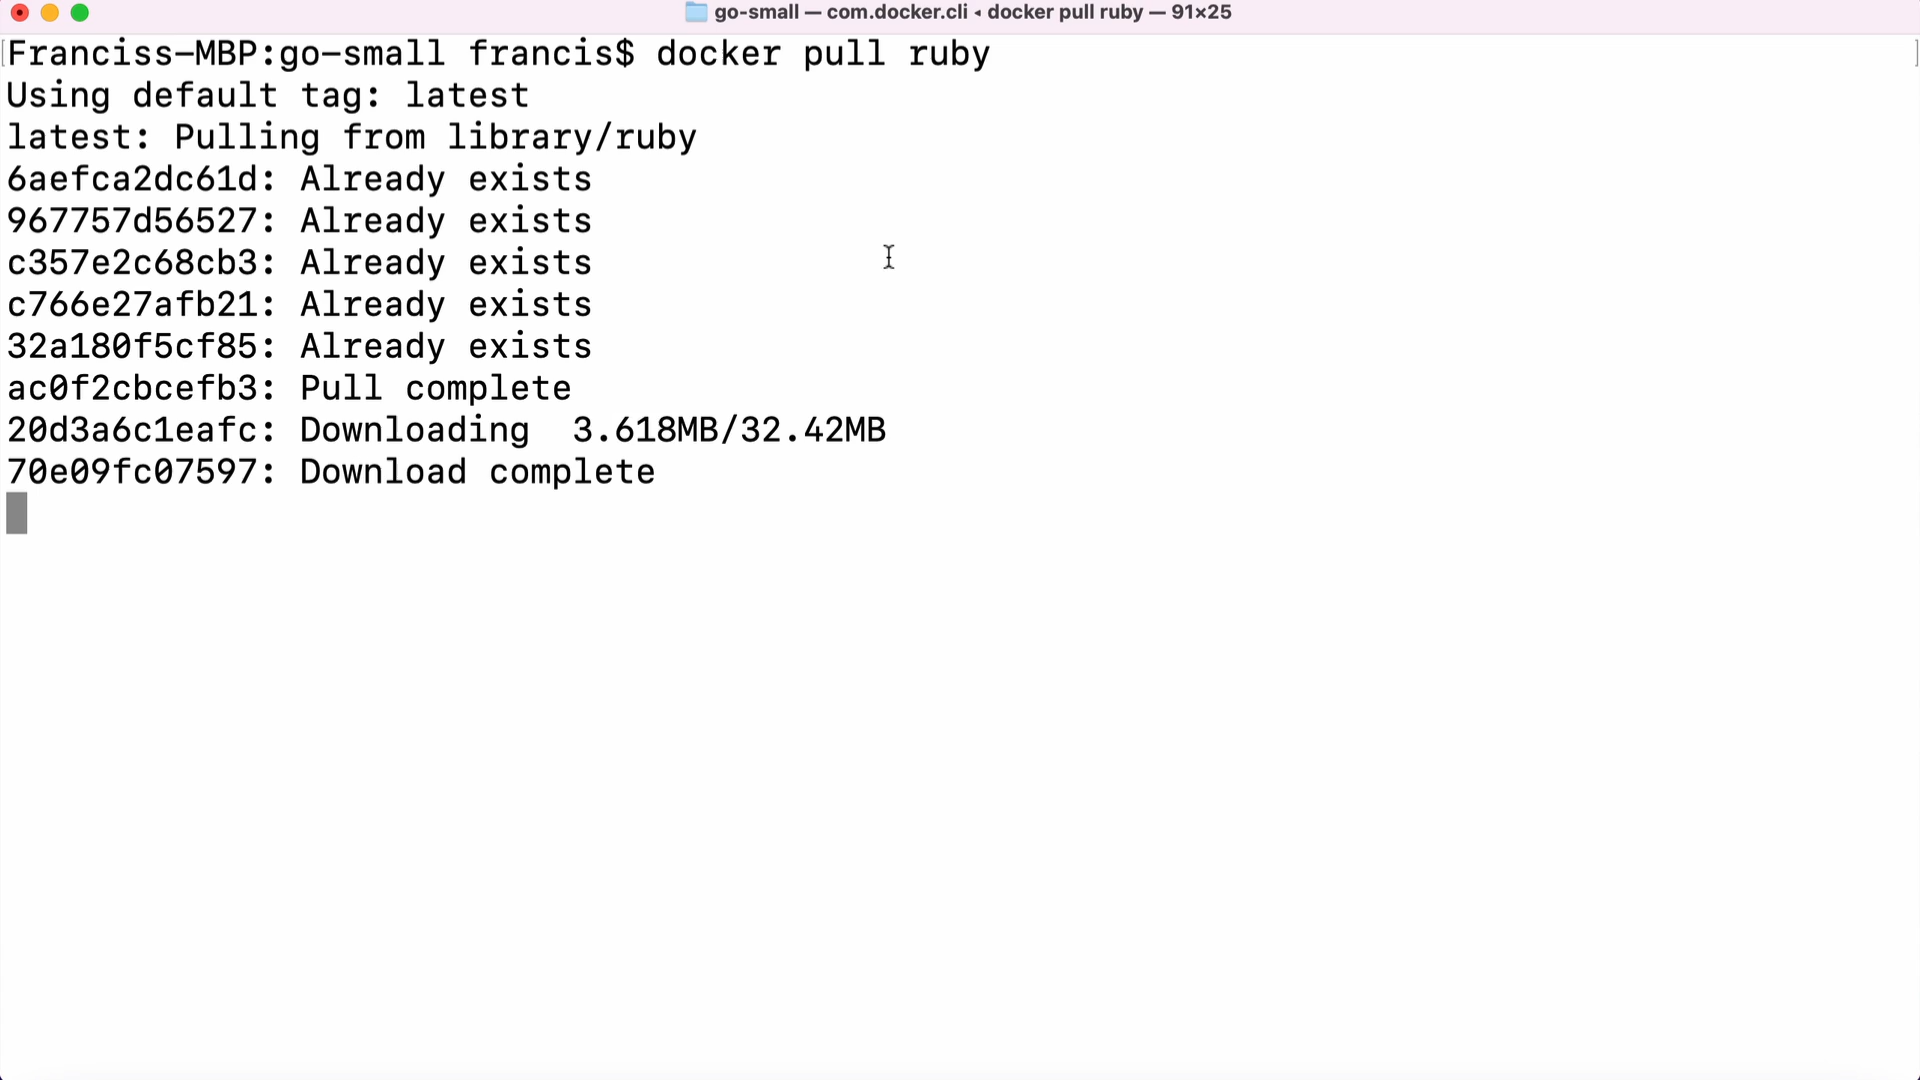 go-small — com.docker.cli ◂ docker pull ruby — 91×25
Franciss-MBP:go-small francis$ docker pull ruby
Using default tag: latest
latest: Pulling from library/ruby
6aefca2dc61d: Already exists
967757d56527: Already exists
c357e2c68cb3: Already exists
c766e27afb21: Already exists
32a180f5cf85: Already exists
ac0f2cbcefb3: Pull complete
20d3a6c1eafc: Downloading  3.618MB/32.42MB
70e09fc07597: Download complete